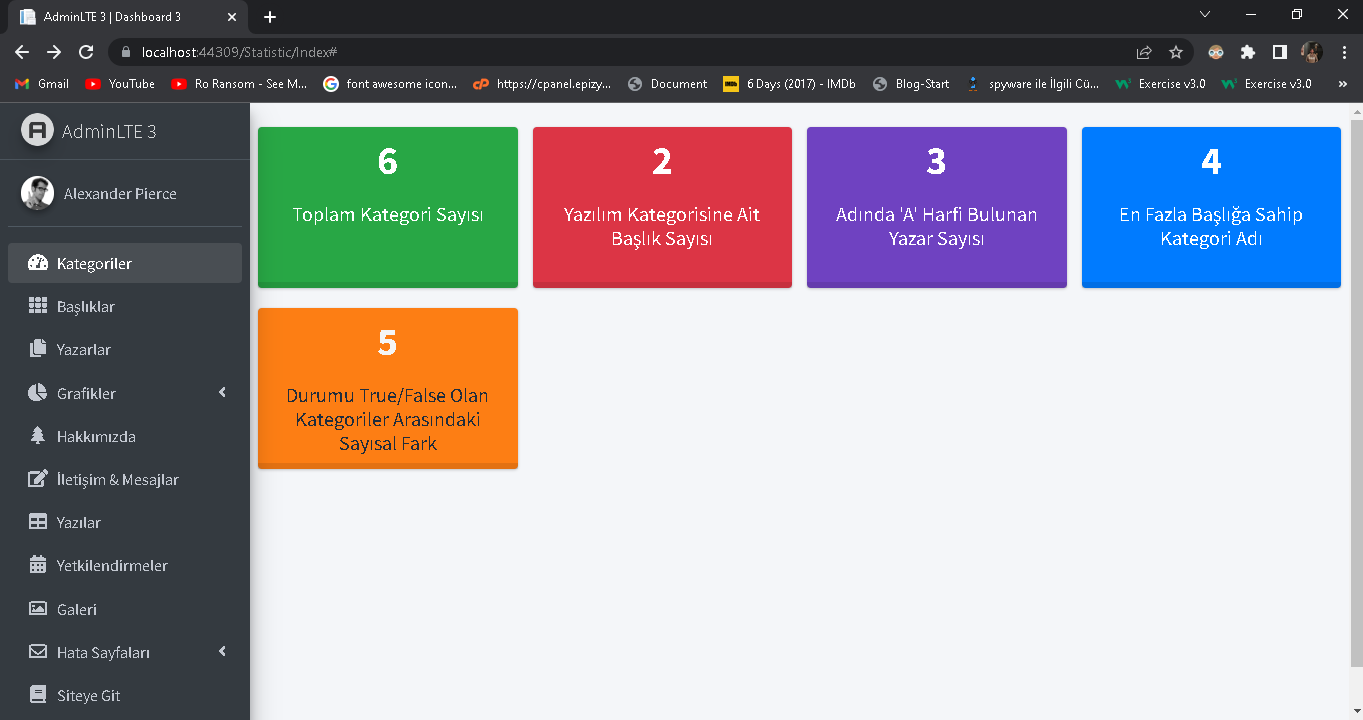 AdminLTE 3 | Dashboard 3
localhost:44309/Statistic/Index#
Gmail
YouTube
Ro Ransom - See M...
font awesome icon...
https://cpanel.epizy...
Document
6 Days (2017) - IMDb
Blog-Start
spyware ile İlgili Cü...
Exercise v3.0
Exercise v3.0
AdminLTE 3
Alexander Pierce
Kategoriler
Başlıklar
Yazarlar
Grafikler
Hakkımızda
İletişim & Mesajlar
Yazılar
Yetkilendirmeler
Galeri
Hata Sayfaları
Siteye Git
6
Toplam Kategori Sayısı
2
Yazılım Kategorisine Ait
Başlık Sayısı
3
Adında 'A' Harfi Bulunan
Yazar Sayısı
4
En Fazla Başlığa Sahip
Kategori Adı
5
Durumu True/False Olan
Kategoriler Arasındaki
Sayısal Fark